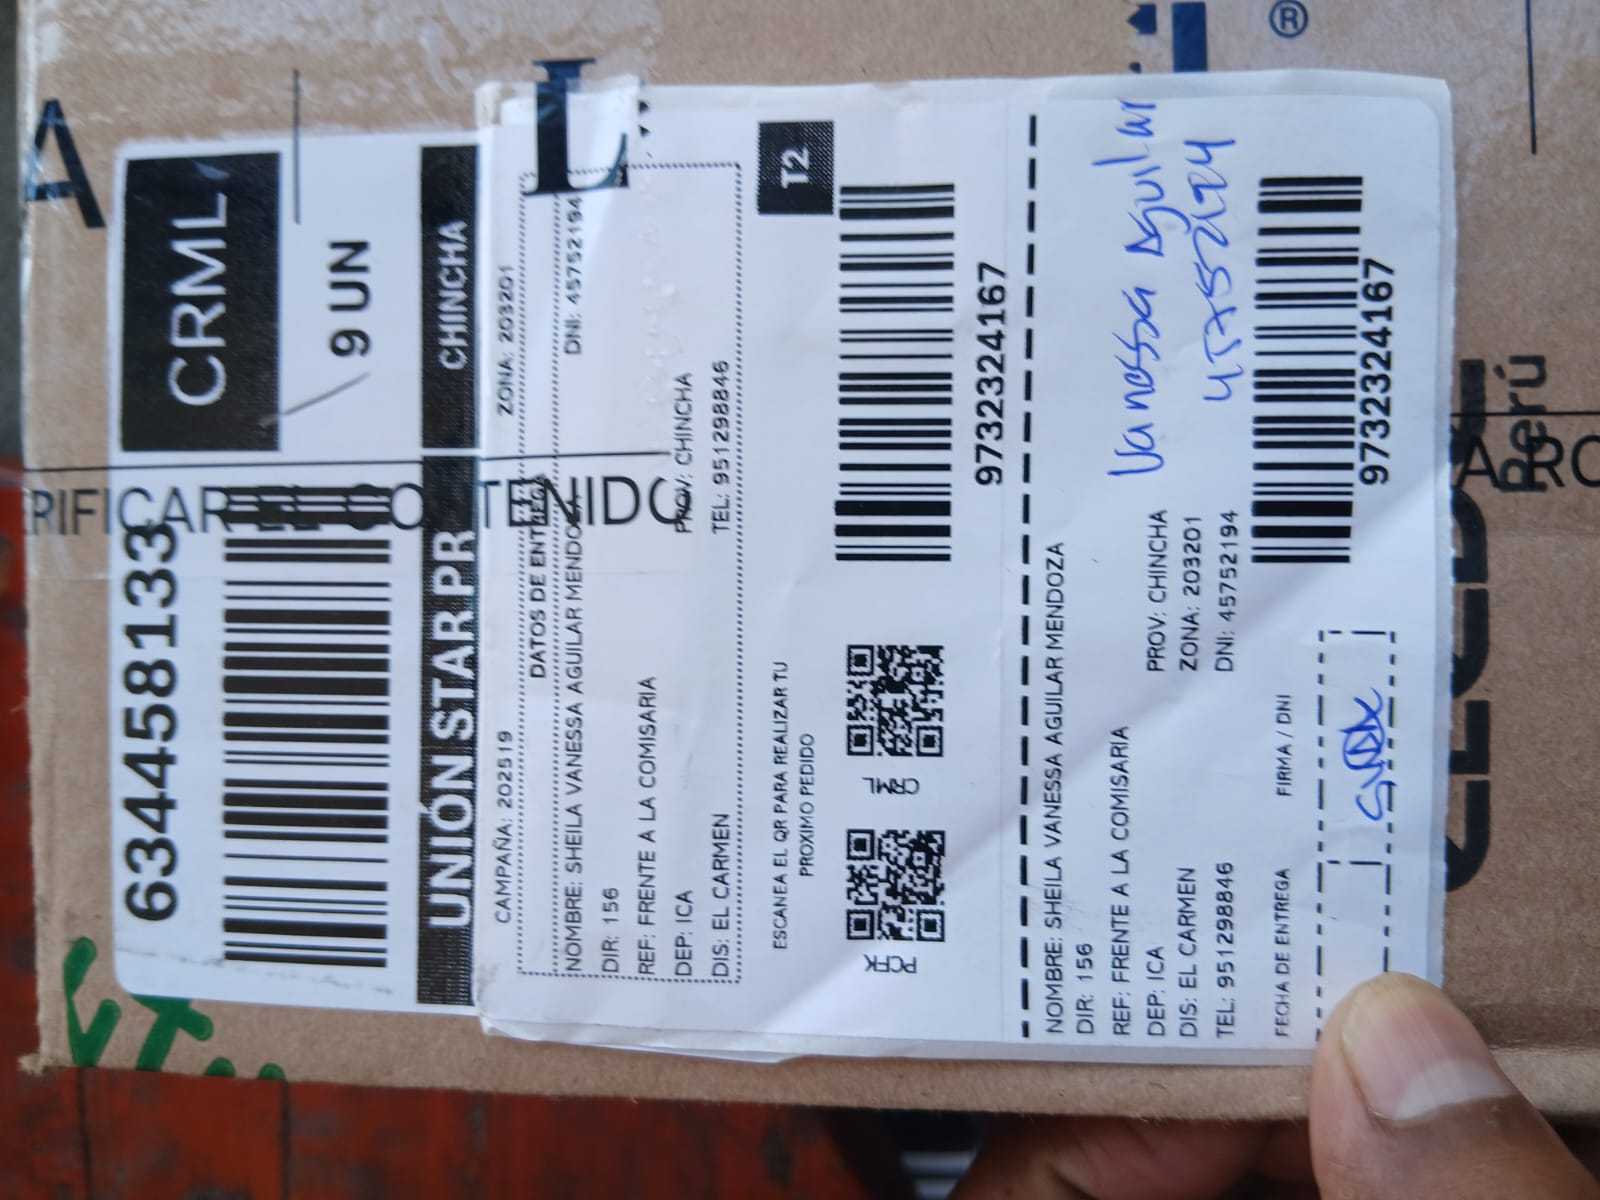 CRML
9 UN
634458133
UNIÓN STAR PR
CHINCHA
VERIFICAR EL CONTENIDO
CAMPAÑA: 202519
ZONA: 203201
DATOS DE ENTREGA
NOMBRE: SHEILA VANESSA AGUILAR MENDOZA
DNI: 45752194
DIR: 156
REF: FRENTE A LA COMISARIA
DEP: ICA
PROV: CHINCHA
DIS: EL CARMEN
TEL: 951298846
T2
ESCANEA EL QR PARA REALIZAR TU
PROXIMO PEDIDO
PCFK
CRML
9732324167
NOMBRE: SHEILA VANESSA AGUILAR MENDOZA
DIR: 156
REF: FRENTE A LA COMISARIA
DEP: ICA
PROV: CHINCHA
DIS: EL CARMEN
ZONA: 203201
TEL: 951298846
DNI: 45752194
Vanessa Aguilar
45752194
FECHA DE ENTREGA
FIRMA / DNI
9732324167
Perú
®